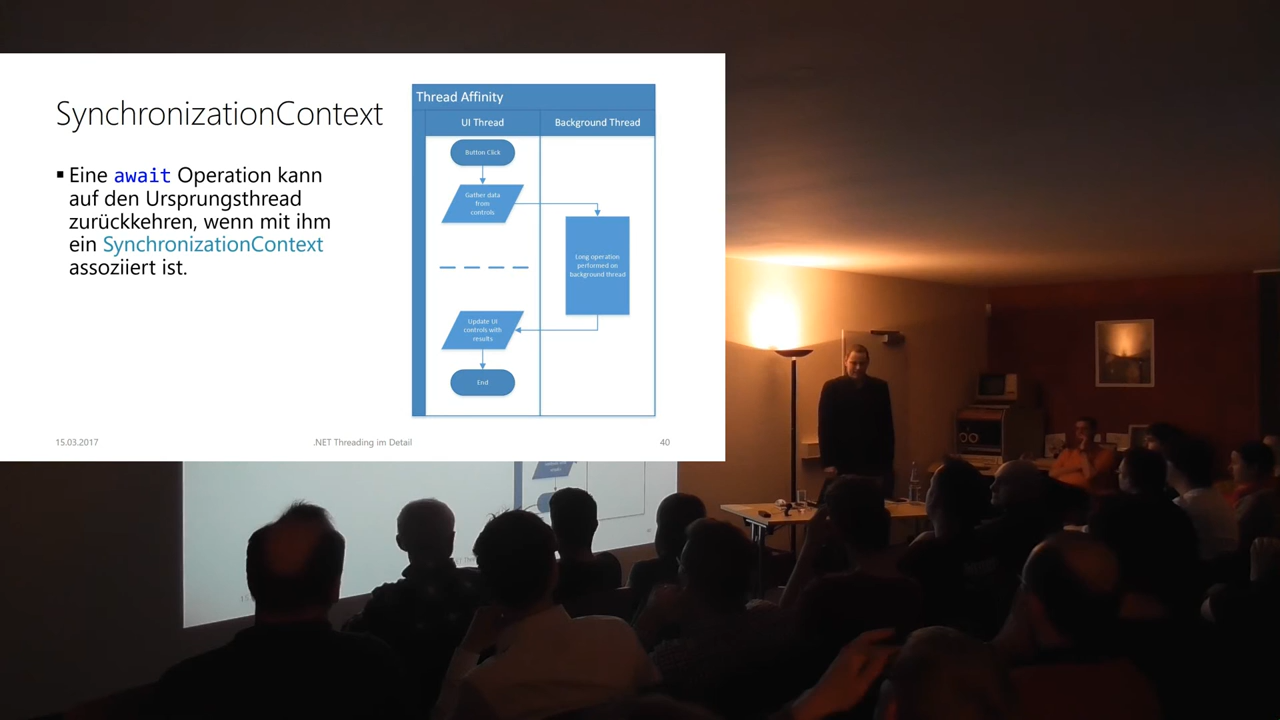 SynchronizationContext
▪ Eine await Operation kann
auf den Ursprungsthread
zurückkehren, wenn mit ihm
ein SynchronizationContext
assoziiert ist.
Thread Affinity
UI Thread
Background Thread
Button Click
Gather data
from
controls
Long operation
performed on
background thread
Update UI
controls with
results
End
15.03.2017
.NET Threading im Detail
40